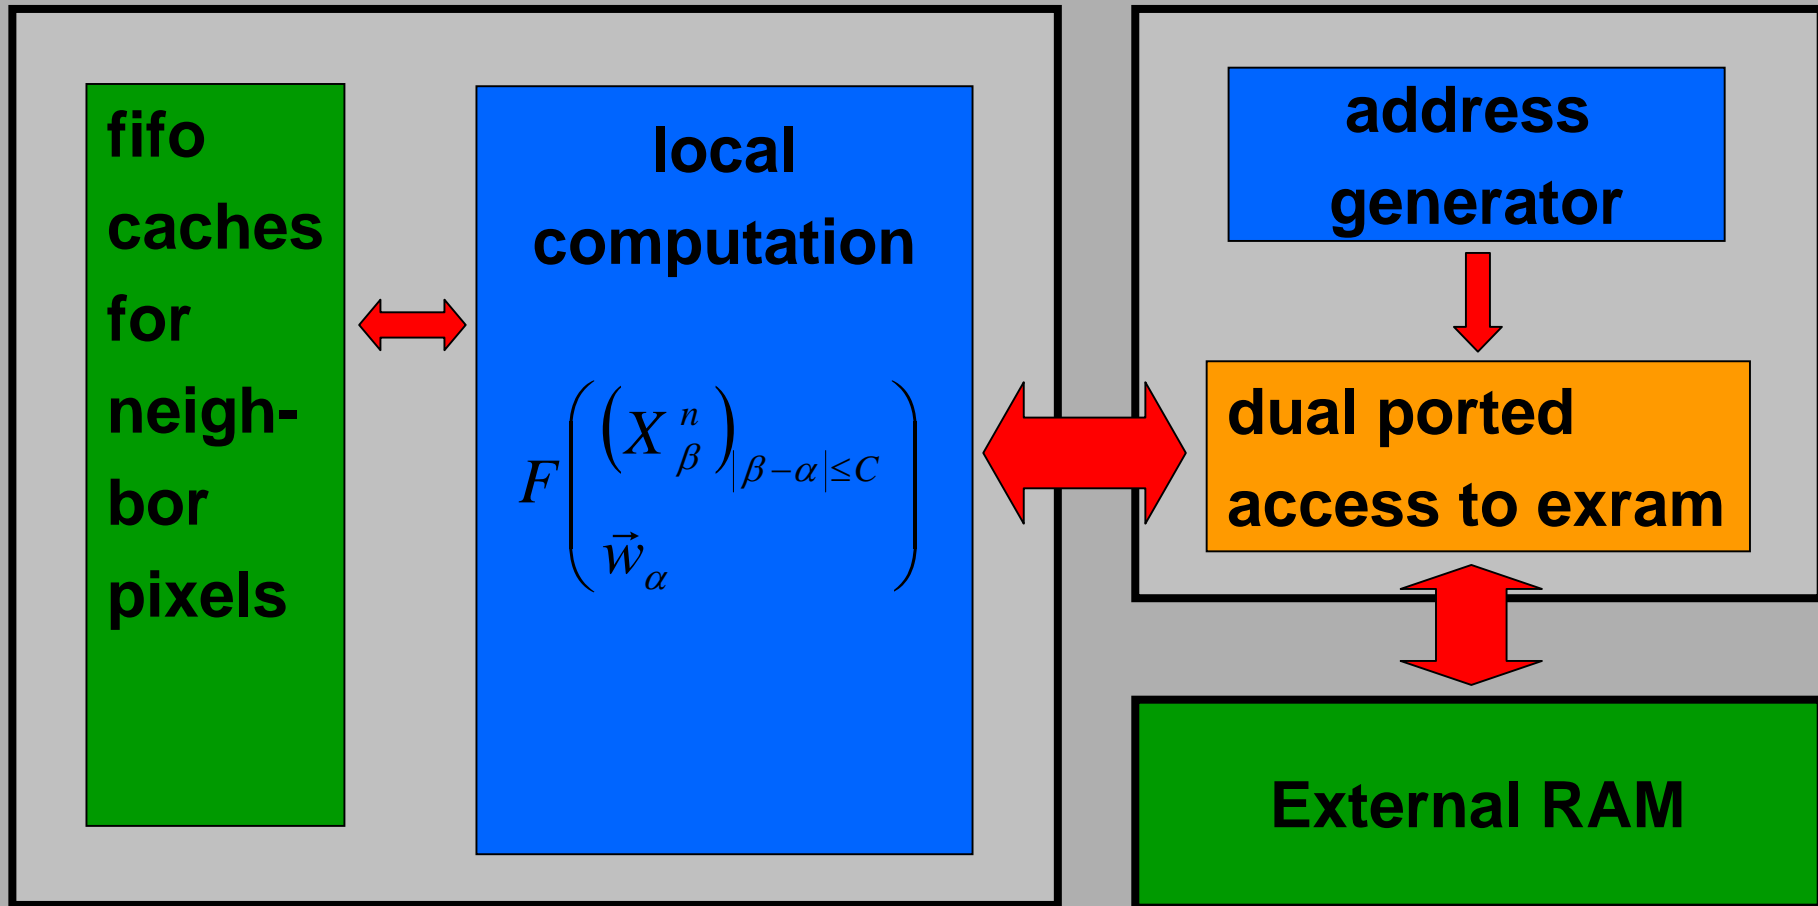 fifo
caches
for
neigh-
bor
pixels
local
computation
F( (X^n_β)_{|β−α|≤C}
w⃗_α )
address
generator
dual ported
access to exram
External RAM